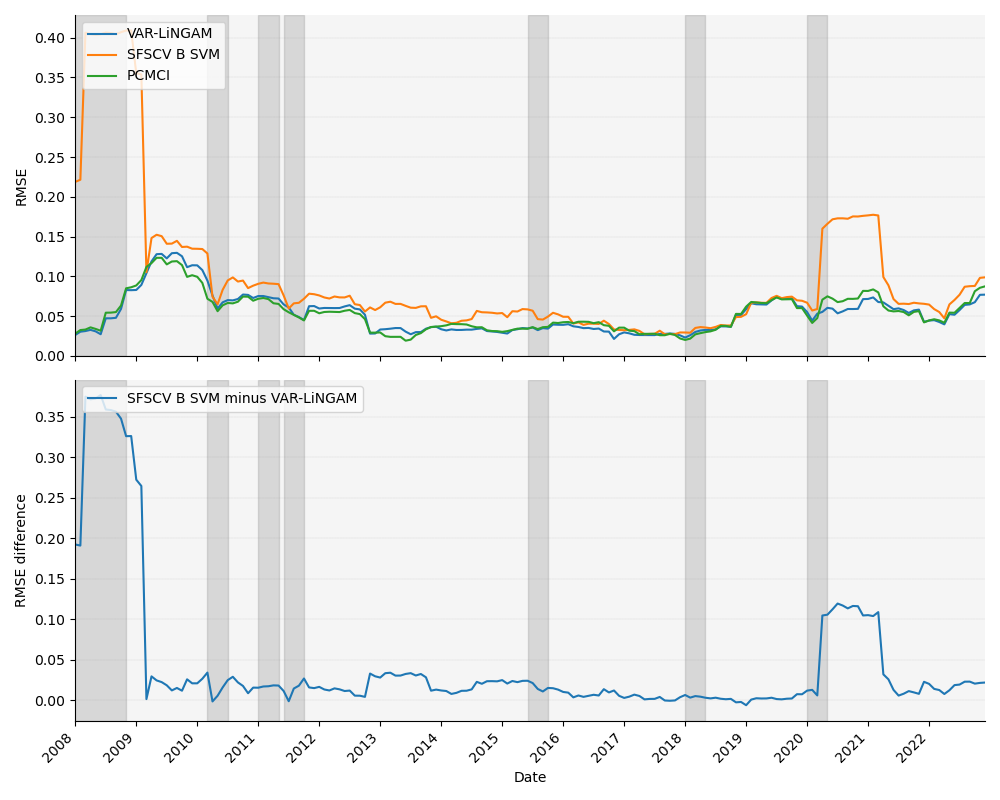 0.40
0.35
0.30
0.25
0.20
0.15
0.10
0.05
0.00
RMSE
VAR-LiNGAM
SFSCV B SVM
PCMCI
0.35
0.30
0.25
0.20
0.15
0.10
0.05
0.00
RMSE difference
SFSCV B SVM minus VAR-LiNGAM
2008 2009 2010 2011 2012 2013 2014 2015 2016 2017 2018 2019 2020 2021 2022
Date